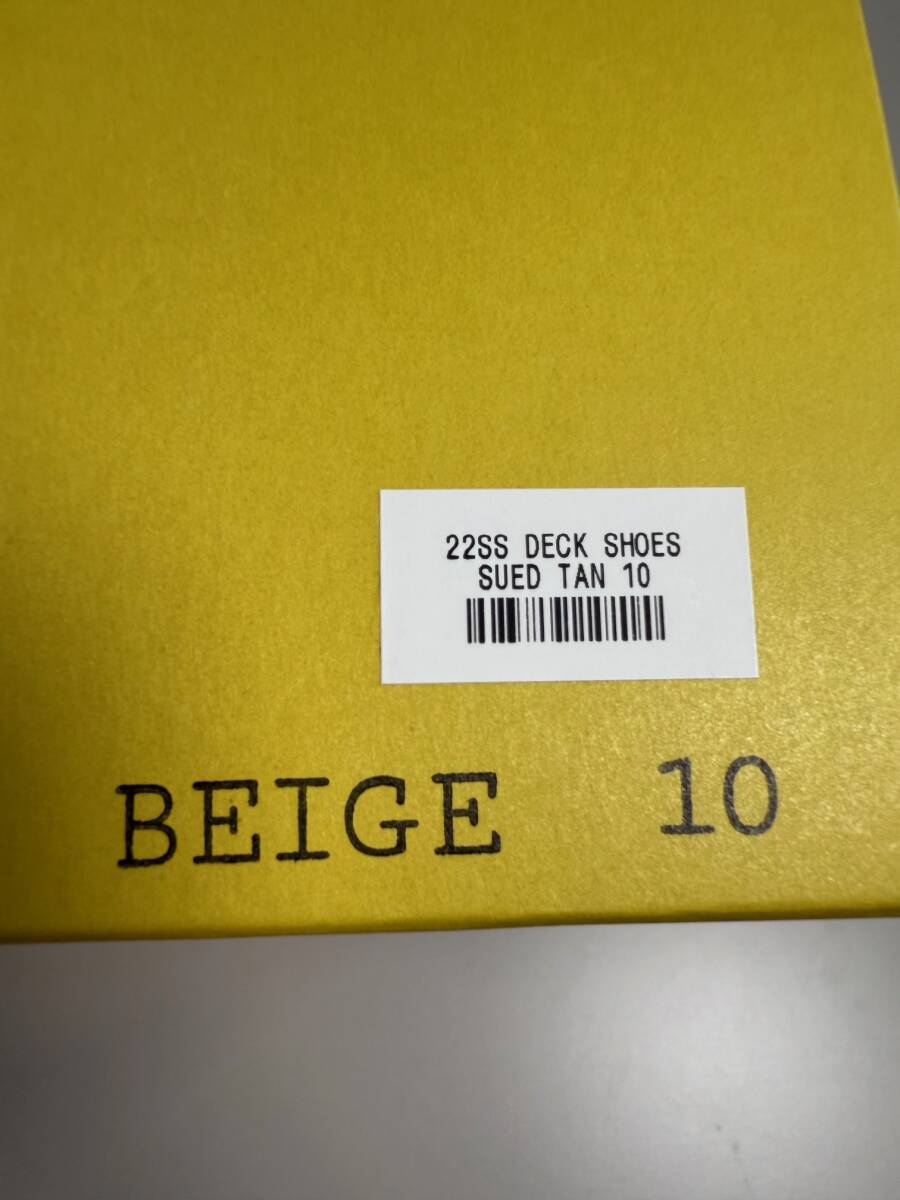 22SS DECK SHOES
SUED TAN 10
BEIGE 10